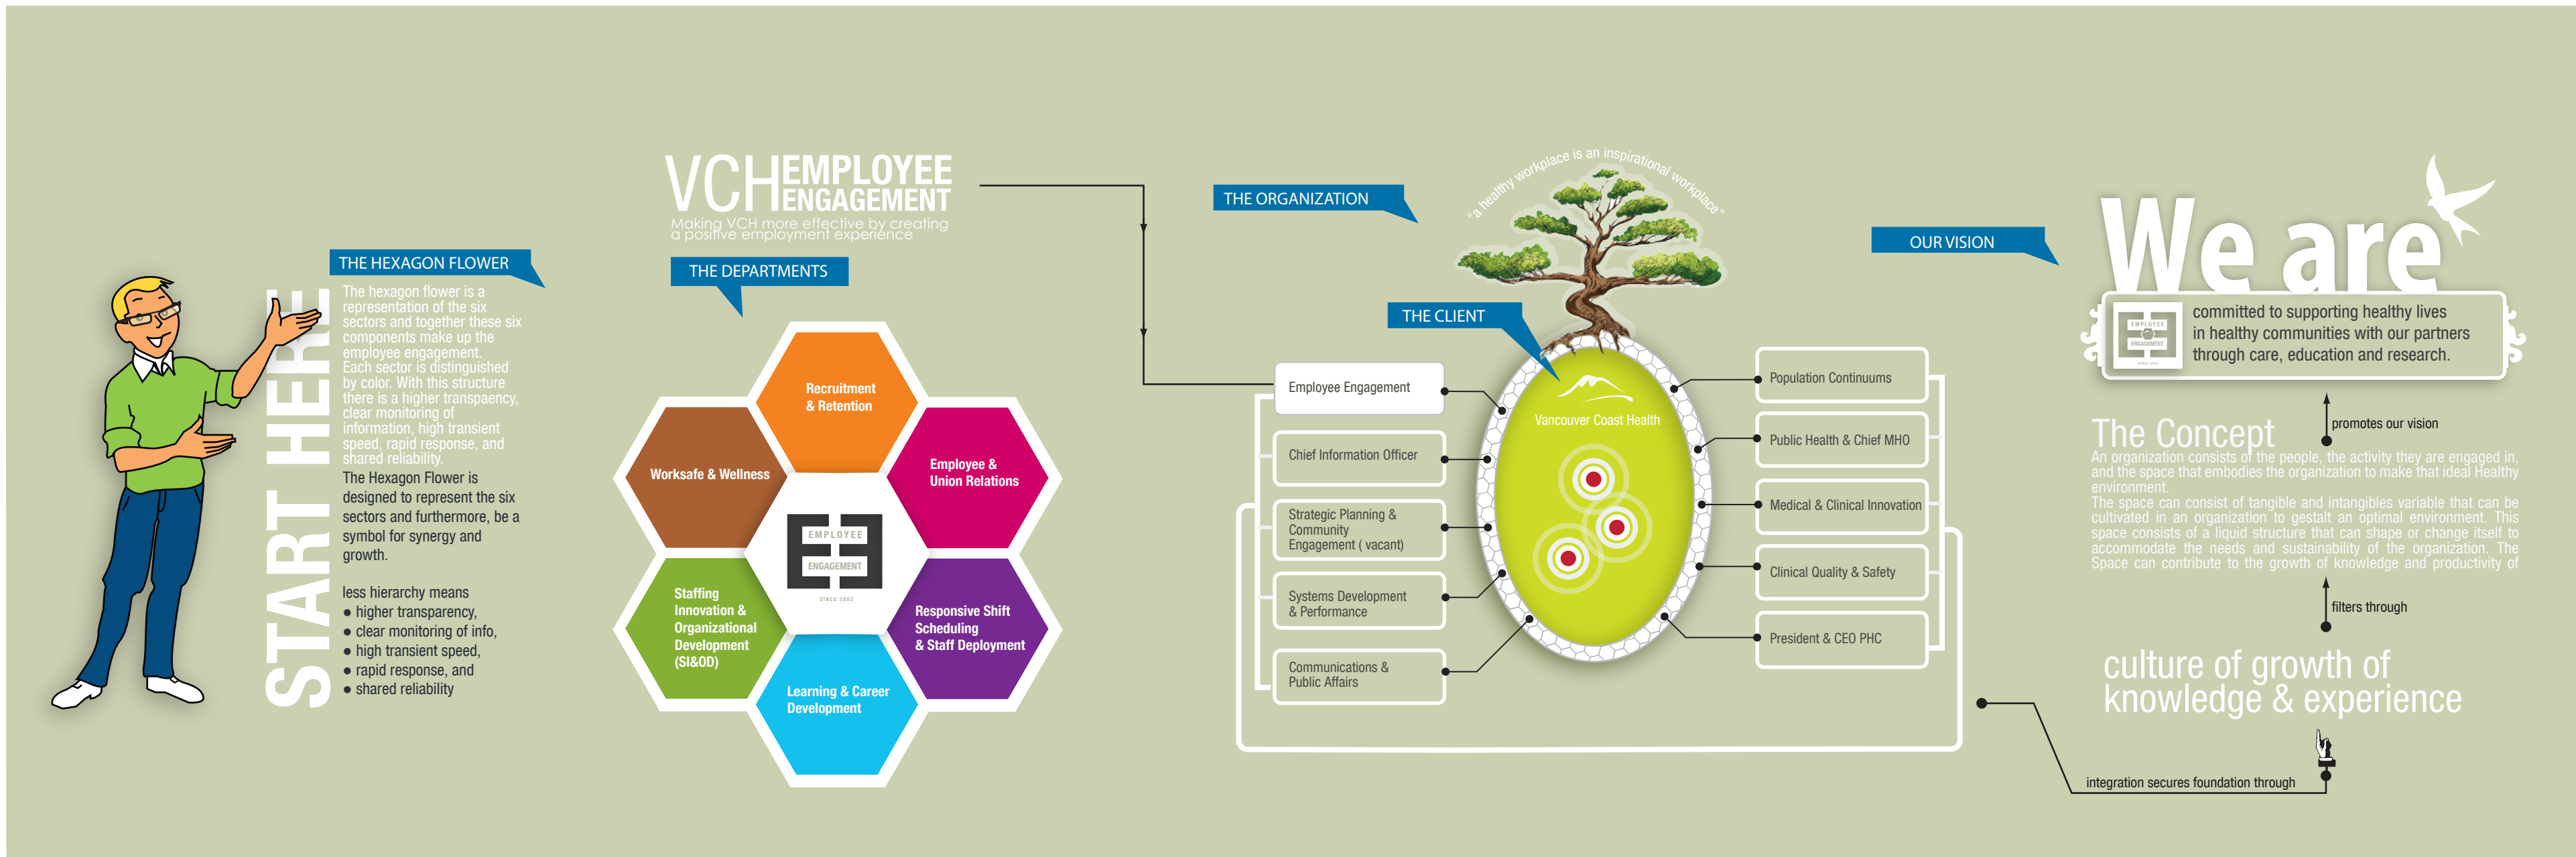 START HERE
THE HEXAGON FLOWER
The hexagon flower is a
representation of the six
sectors and together these six
components make up the
employee engagement.
Each sector is distinguished
by color. With this structure
there is a higher transpaency,
clear monitoring of
information, high transient
speed, rapid response, and
shared reliability.
The Hexagon Flower is
designed to represent the six
sectors and furthermore, be a
symbol for synergy and
growth.
less hierarchy means
● higher transparency,
● clear monitoring of info,
● high transient speed,
● rapid response, and
● shared reliability
VCH EMPLOYEE
ENGAGEMENT
Making VCH more effective by creating
a positive employment experience
THE DEPARTMENTS
Recruitment
& Retention
Worksafe & Wellness
Employee &
Union Relations
EMPLOYEE
ENGAGEMENT
SINCE 2002
Staffing
Innovation &
Organizational
Development
(SI&OD)
Responsive Shift
Scheduling
& Staff Deployment
Learning & Career
Development
THE ORGANIZATION
"a healthy workplace is an inspirational workplace"
THE CLIENT
Vancouver Coast Health
Employee Engagement
Chief Information Officer
Strategic Planning &
Community
Engagement ( vacant)
Systems Development
& Performance
Communications &
Public Affairs
Population Continuums
Public Health & Chief MHO
Medical & Clinical Innovation
Clinical Quality & Safety
President & CEO PHC
OUR VISION
We are
EMPLOYEE
ENGAGEMENT
SINCE 2002
committed to supporting healthy lives
in healthy communities with our partners
through care, education and research.
promotes our vision
The Concept
An organization consists of the people, the activity they are engaged in,
and the space that embodies the organization to make that ideal Healthy
environment.
The space can consist of tangible and intangibles variable that can be
cultivated in an organization to gestalt an optimal environment. This
space consists of a liquid structure that can shape or change itself to
accommodate the needs and sustainability of the organization. The
Space can contribute to the growth of knowledge and productivity of
filters through
culture of growth of
knowledge & experience
integration secures foundation through